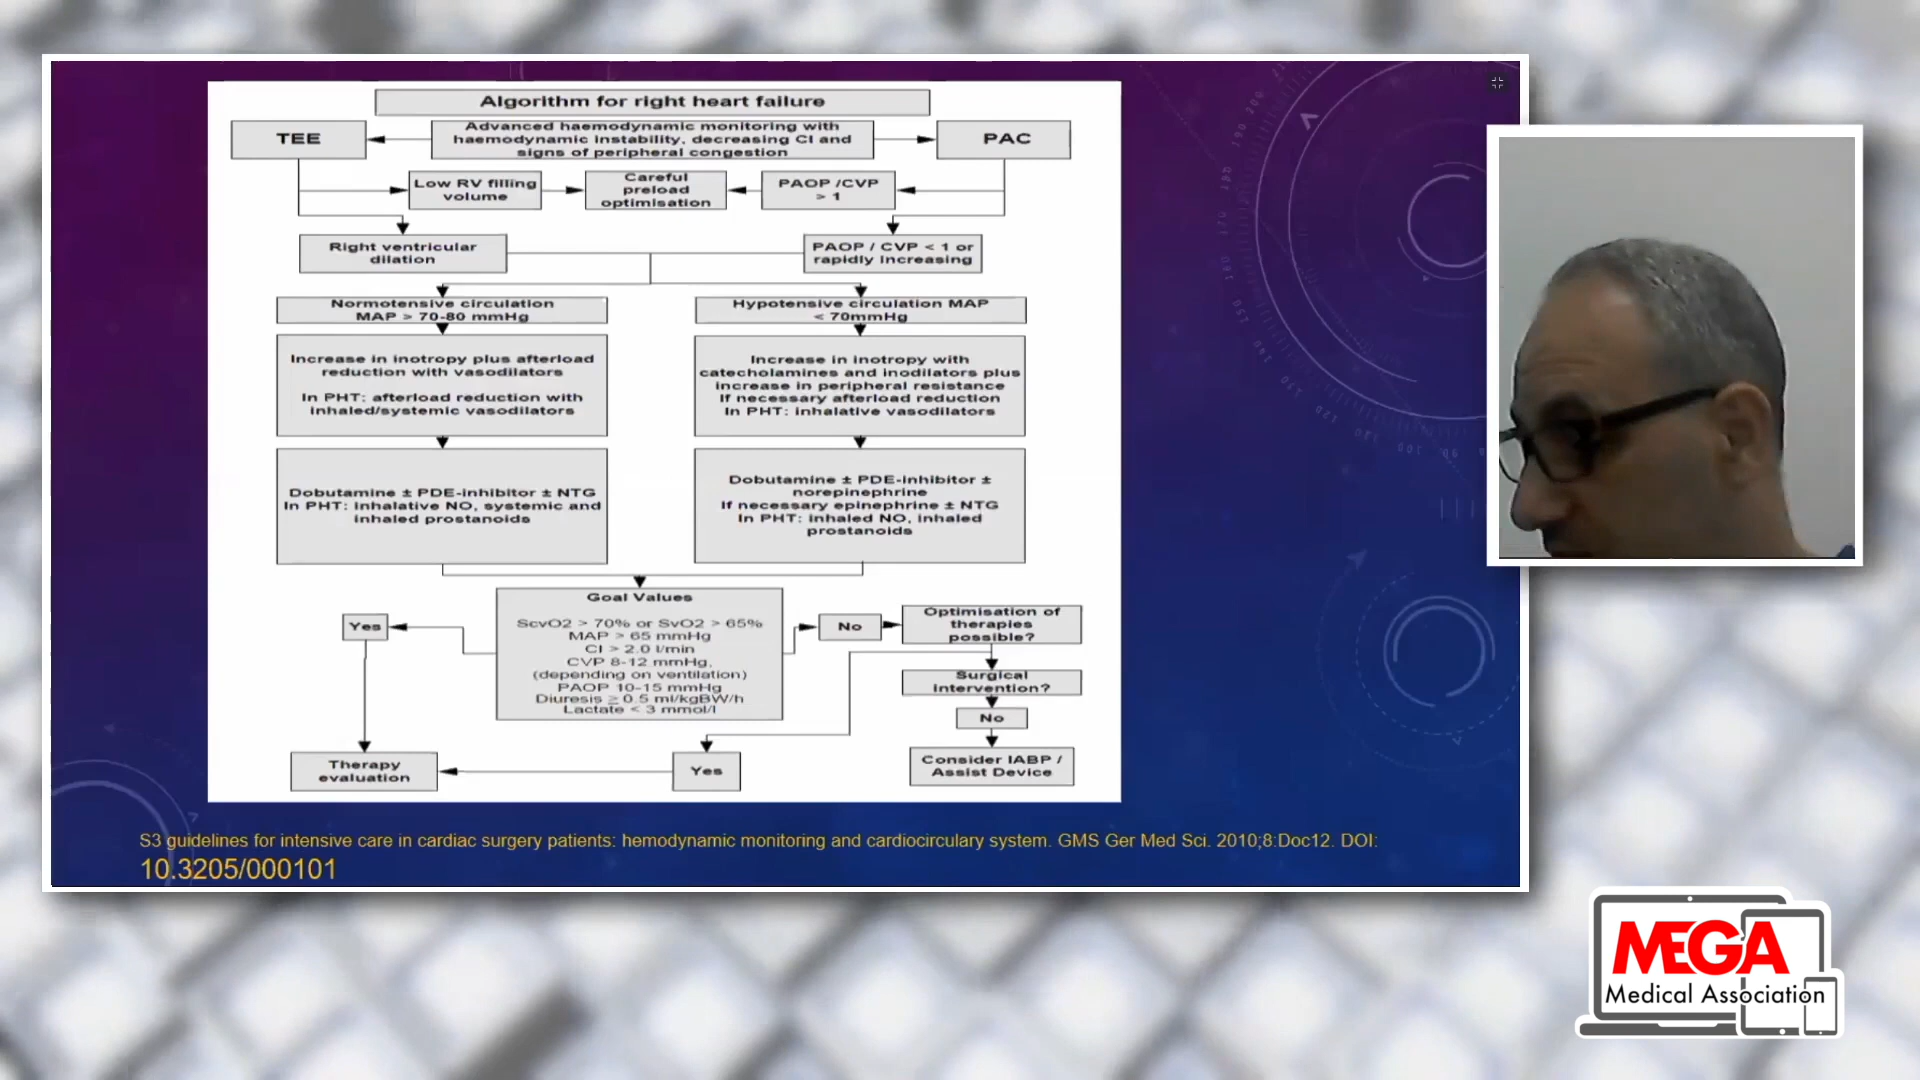 Algorithm for right heart failure
TEE
Advanced haemodynamic monitoring with
haemodynamic instability, decreasing CI and
signs of peripheral congestion
PAC
Low RV filling
volume
Careful
preload
optimisation
PAOP /CVP
> 1
Right ventricular
dilation
PAOP / CVP < 1 or
rapidly increasing
Normotensive circulation
MAP > 70-80 mmHg
Hypotensive circulation MAP
< 70mmHg
Increase in inotropy plus afterload
reduction with vasodilators
In PHT: afterload reduction with
inhaled/systemic vasodilators
Increase in inotropy with
catecholamines and inodilators plus
increase in peripheral resistance
If necessary afterload reduction
In PHT: inhalative vasodilators
Dobutamine ± PDE-inhibitor ± NTG
In PHT: inhalative NO, systemic and
inhaled prostanoids
Dobutamine ± PDE-inhibitor ±
norepinephrine
If necessary epinephrine ± NTG
In PHT: inhaled NO, inhaled
prostanoids
Goal Values
ScvO2 > 70% or SvO2 > 65%
MAP > 65 mmHg
CI > 2.0 l/min
CVP 8-12 mmHg,
(depending on ventilation)
PAOP 10-15 mmHg
Diuresis ≥ 0.5 ml/kgBW/h
Lactate < 3 mmol/l
Yes
No
Optimisation of
therapies
possible?
Surgical
intervention?
No
Consider IABP /
Assist Device
Therapy
evaluation
Yes
S3 guidelines for intensive care in cardiac surgery patients: hemodynamic monitoring and cardiocirculary system. GMS Ger Med Sci. 2010;8:Doc12. DOI:
10.3205/000101
MEGA
Medical Association